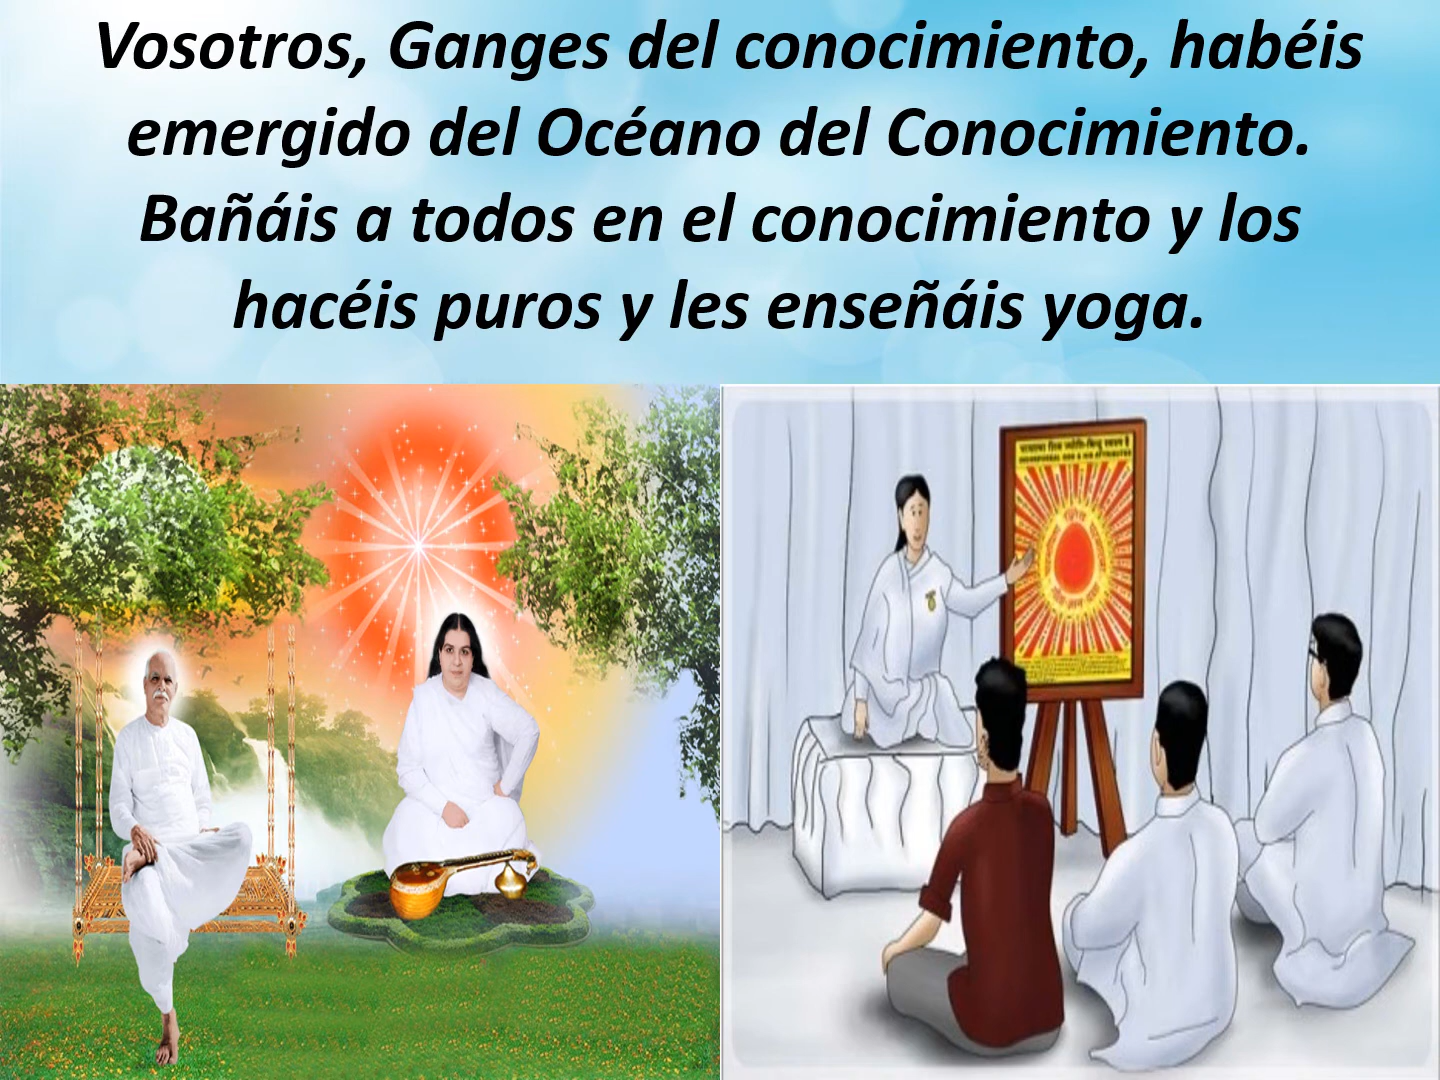 Vosotros, Ganges del conocimiento, habéis
emergido del Océano del Conocimiento.
Bañáis a todos en el conocimiento y los
hacéis puros y les enseñáis yoga.